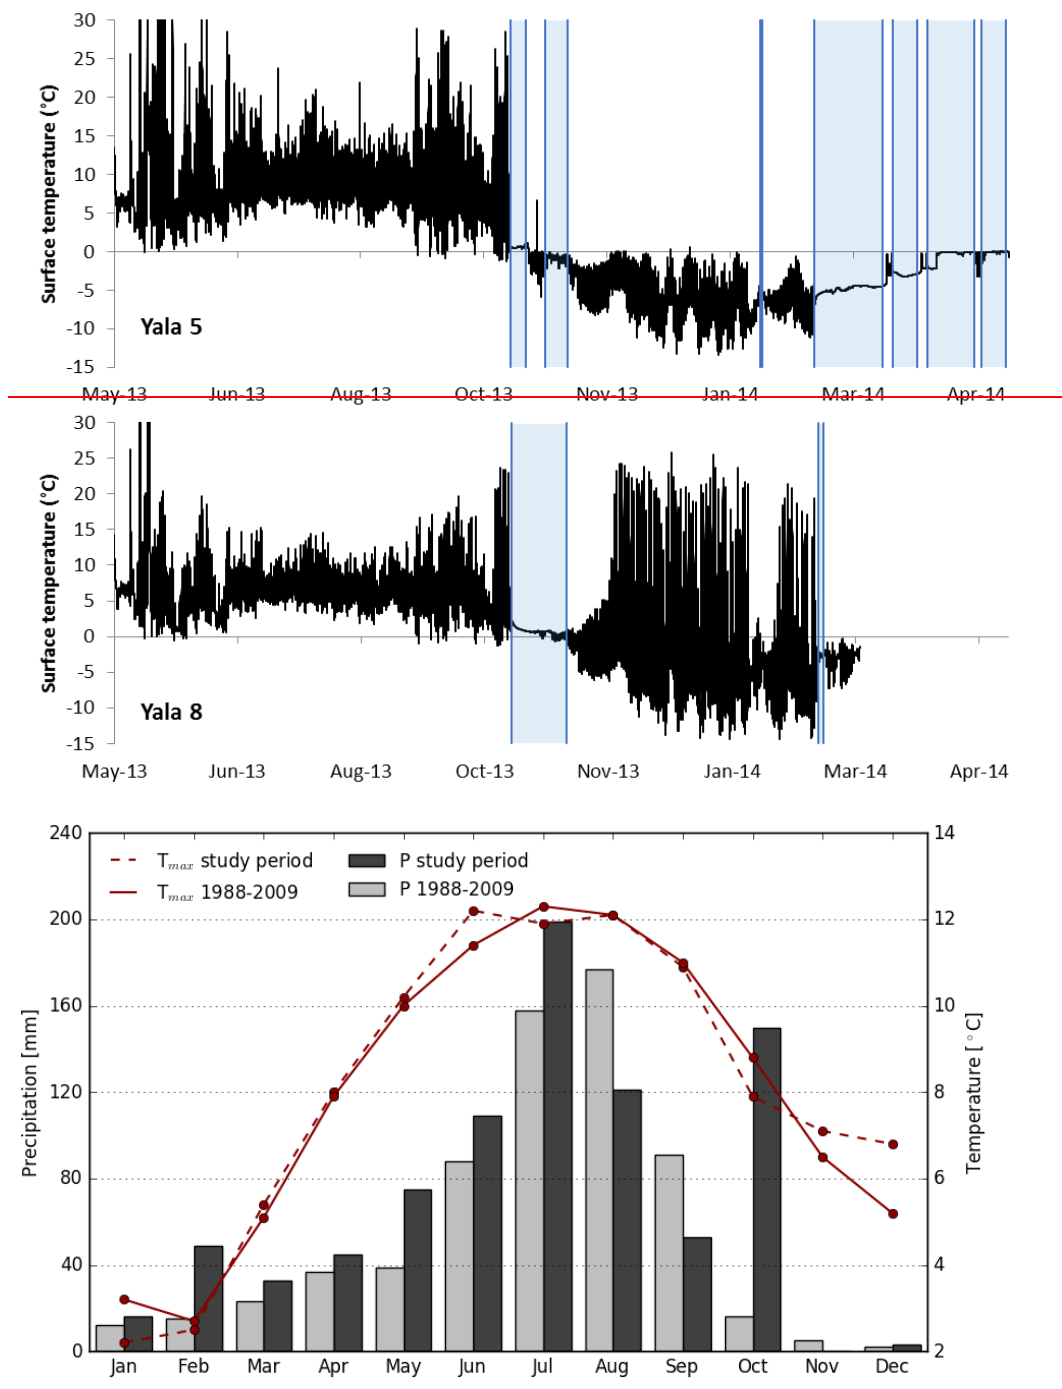 30
25
20
15
10
5
0
-5
-10
-15
Surface temperature (°C)
Yala 5
May-13 Jun-13 Aug-13 Oct-13 Nov-13 Jan-14 Mar-14 Apr-14
30
25
20
15
10
5
0
-5
-10
-15
Surface temperature (°C)
Yala 8
May-13 Jun-13 Aug-13 Oct-13 Nov-13 Jan-14 Mar-14 Apr-14
240
200
160
120
80
40
0
Precipitation [mm]
Tmax study period
Tmax 1988-2009
P study period
P 1988-2009
14
12
10
8
6
4
2
Temperature [°C]
Jan Feb Mar Apr May Jun Jul Aug Sep Oct Nov Dec